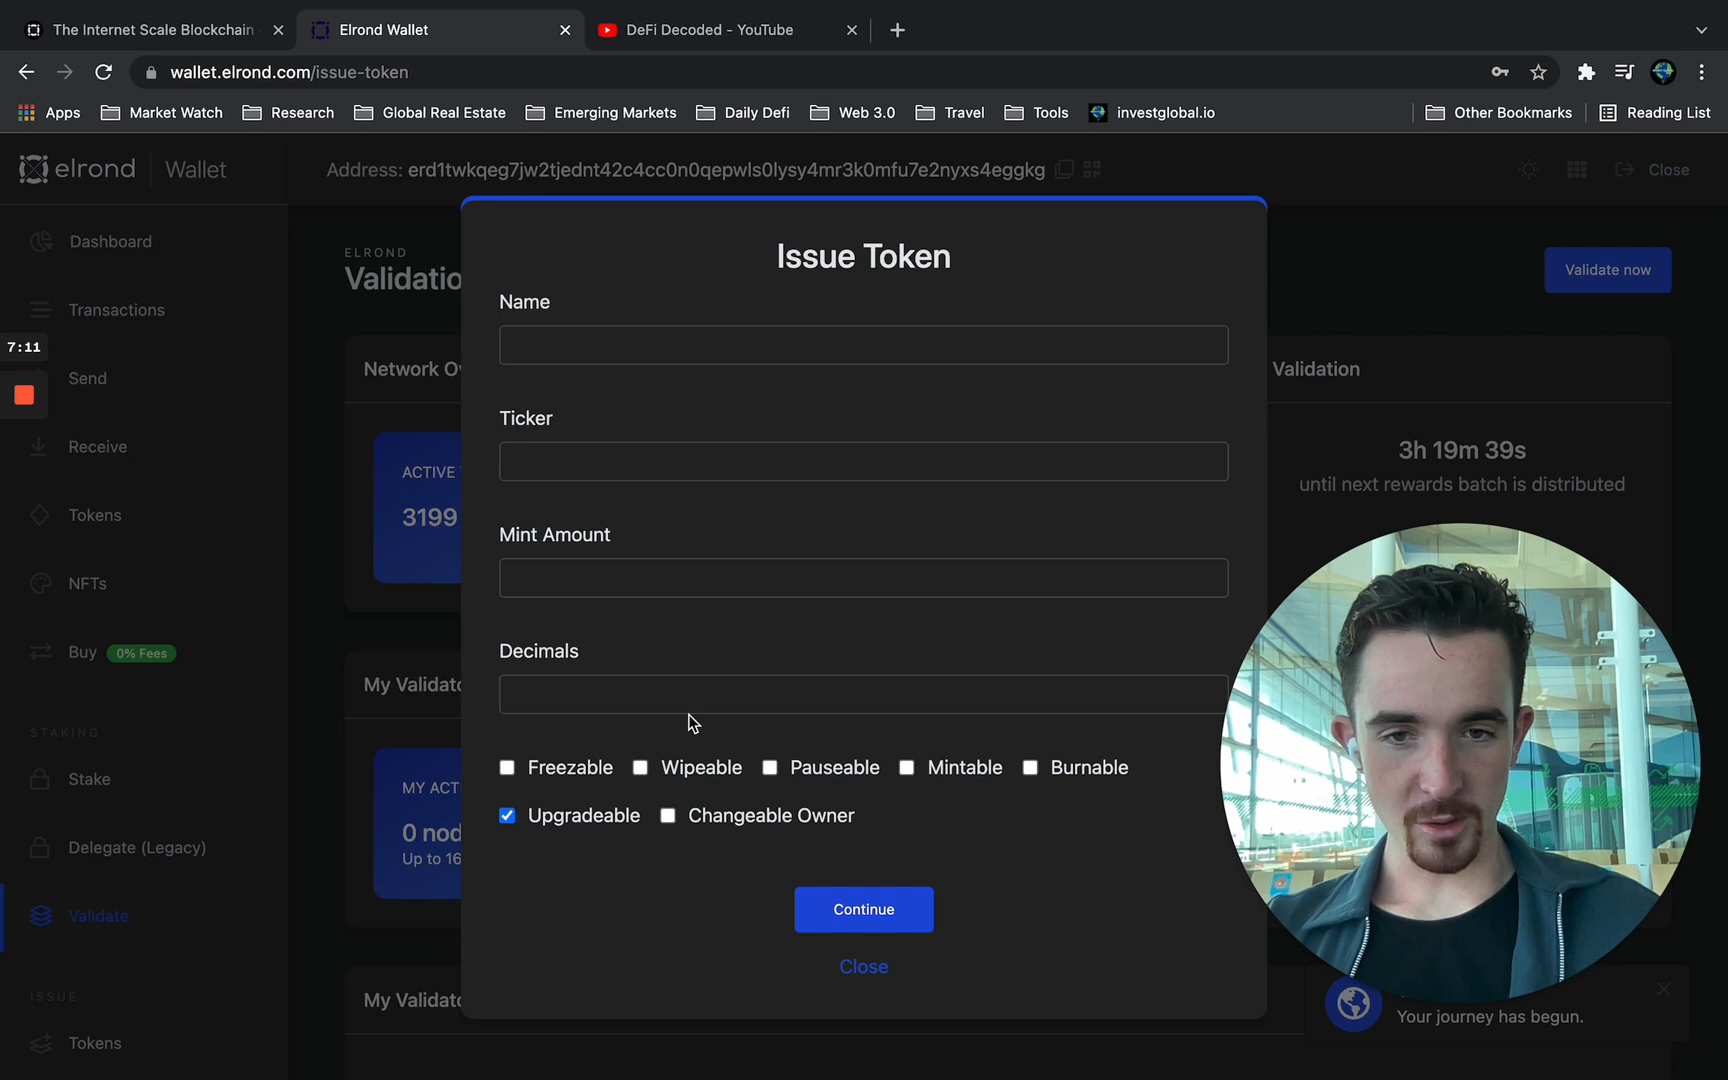 The Internet Scale Blockchain
Elrond Wallet
DeFi Decoded - YouTube
wallet.elrond.com/issue-token
Apps
Market Watch
Research
Global Real Estate
Emerging Markets
Daily Defi
Web 3.0
Travel
Tools
investglobal.io
Other Bookmarks
Reading List
elrond
Wallet
Address: erd1twkqeg7jw2tjednt42c4cc0n0qepwls0lysy4mr3k0mfu7e2nyxs4eggkg
Close
Dashboard
Transactions
7:11
Send
Receive
Tokens
NFTs
Buy 0% Fees
STAKING
Stake
Delegate (Legacy)
Validate
ISSUE
Tokens
ELROND
Validatio
Validate now
Network O
ACTIVE
3199
My Validato
MY ACT
0 nod
Up to 16
My Validato
Issue Token
Name
Ticker
Mint Amount
Decimals
Freezable
Wipeable
Pauseable
Mintable
Burnable
Upgradeable
Changeable Owner
Continue
Close
Validation
3h 19m 39s
until next rewards batch is distributed
Your journey has begun.